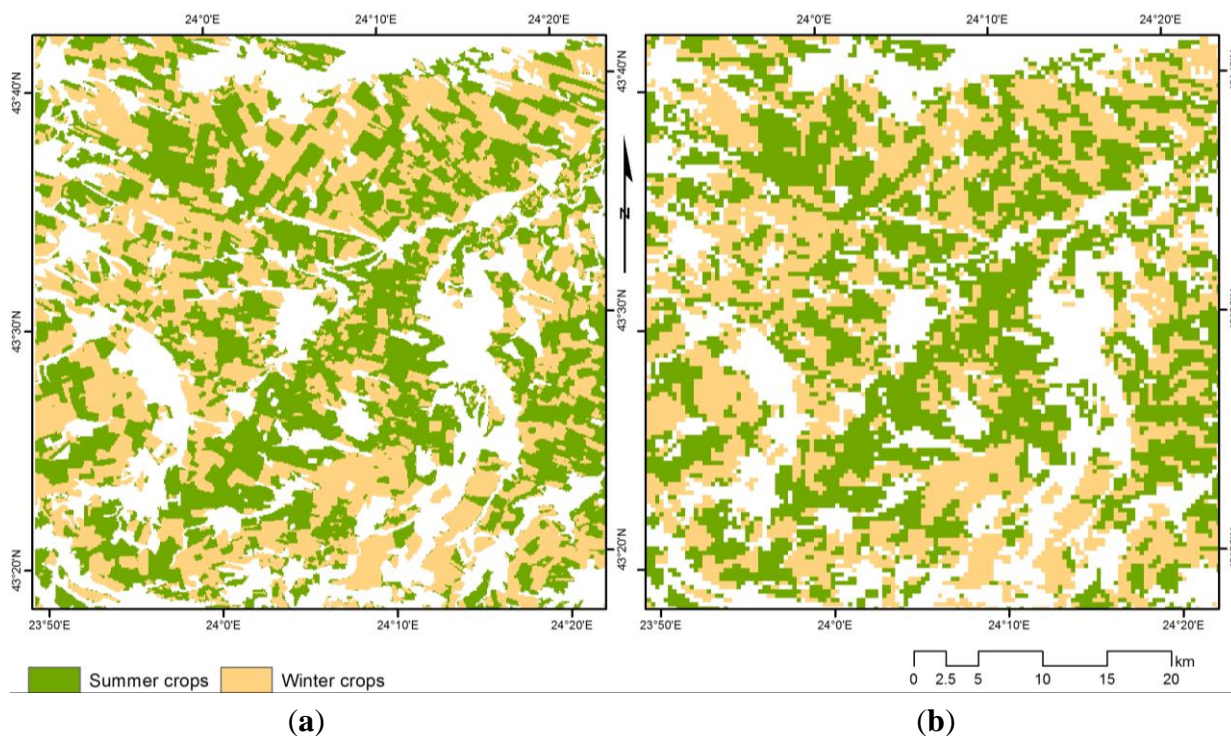 24°0'E 24°10'E 24°20'E 24°0'E 24°10'E 24°20'E
43°40'N 43°40'N
N
43°30'N 43°30'N
43°20'N 43°20'N
23°50'E 24°0'E 24°10'E 24°20'E 23°50'E 24°0'E 24°10'E 24°20'E
Summer crops Winter crops
km
0 2.5 5 10 15 20
(a) (b)